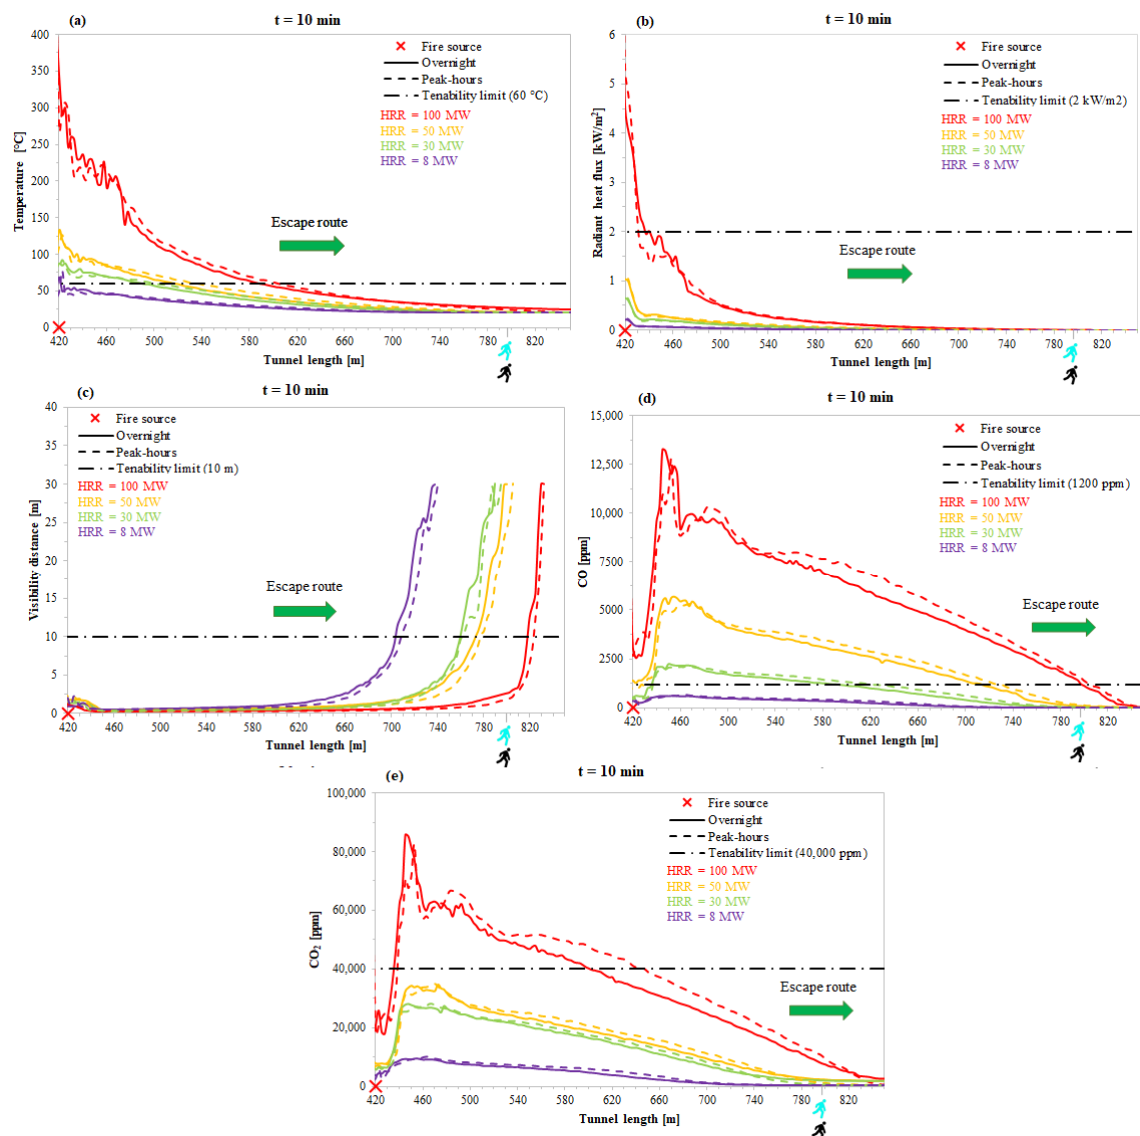 (a)
t = 10 min
400
350
300
250
200
150
100
50
0
Temperature [°C]
Fire source
Overnight
Peak-hours
Tenability limit (60 °C)
HRR = 100 MW
HRR = 50 MW
HRR = 30 MW
HRR = 8 MW
Escape route
420 460 500 540 580 620 660 700 740 780 820
Tunnel length [m]
(b)
t = 10 min
6
5
4
3
2
1
0
Radiant heat flux [kW/m²]
Fire source
Overnight
Peak-hours
Tenability limit (2 kW/m2)
HRR = 100 MW
HRR = 50 MW
HRR = 30 MW
HRR = 8 MW
Escape route
420 460 500 540 580 620 660 700 740 780 820
Tunnel length [m]
(c)
t = 10 min
40
35
30
25
20
15
10
5
0
Visibility distance [m]
Fire source
Overnight
Peak-hours
Tenability limit (10 m)
HRR = 100 MW
HRR = 50 MW
HRR = 30 MW
HRR = 8 MW
Escape route
420 460 500 540 580 620 660 700 740 780 820
Tunnel length [m]
(d)
t = 10 min
15,000
12,500
10,000
7500
5000
2500
0
CO [ppm]
Fire source
Overnight
Peak-hours
Tenability limit (1200 ppm)
HRR = 100 MW
HRR = 50 MW
HRR = 30 MW
HRR = 8 MW
Escape route
420 460 500 540 580 620 660 700 740 780 820
Tunnel length [m]
(e)
t = 10 min
100,000
80,000
60,000
40,000
20,000
0
CO₂ [ppm]
Fire source
Overnight
Peak-hours
Tenability limit (40,000 ppm)
HRR = 100 MW
HRR = 50 MW
HRR = 30 MW
HRR = 8 MW
Escape route
420 460 500 540 580 620 660 700 740 780 820
Tunnel length [m]